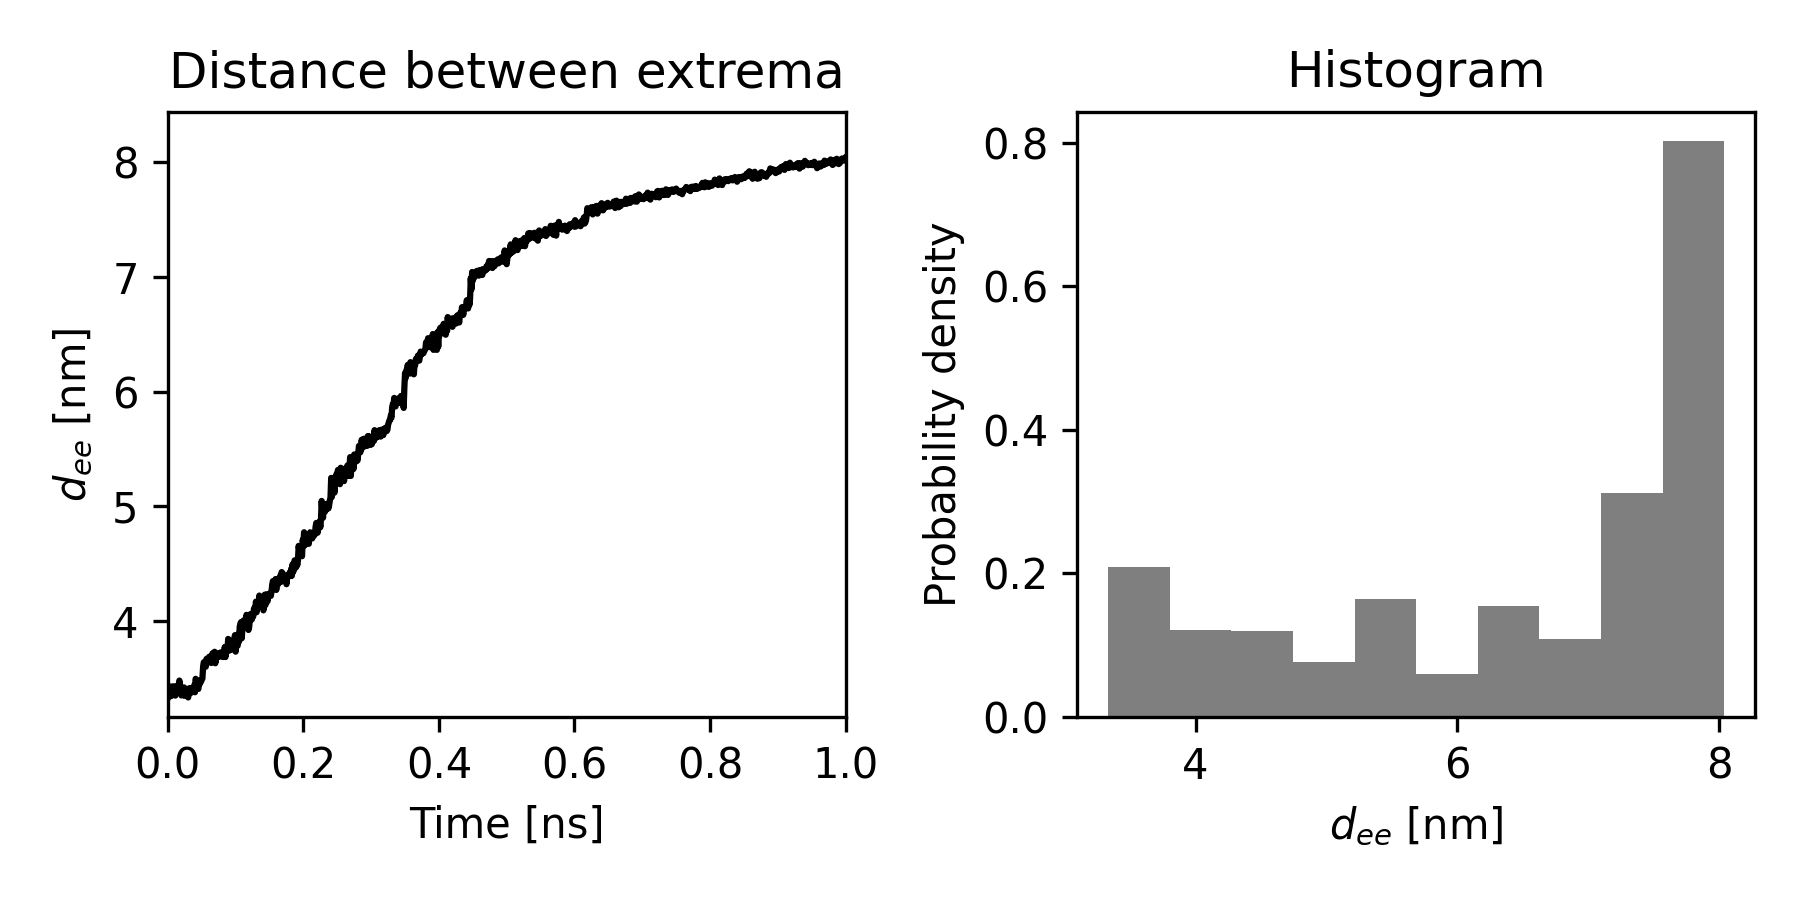 Distance between extrema
8
7
6
5
4
d_ee [nm]
0.0 0.2 0.4 0.6 0.8 1.0
Time [ns]
Histogram
0.8
0.6
0.4
0.2
0.0
Probability density
4 6 8
d_ee [nm]